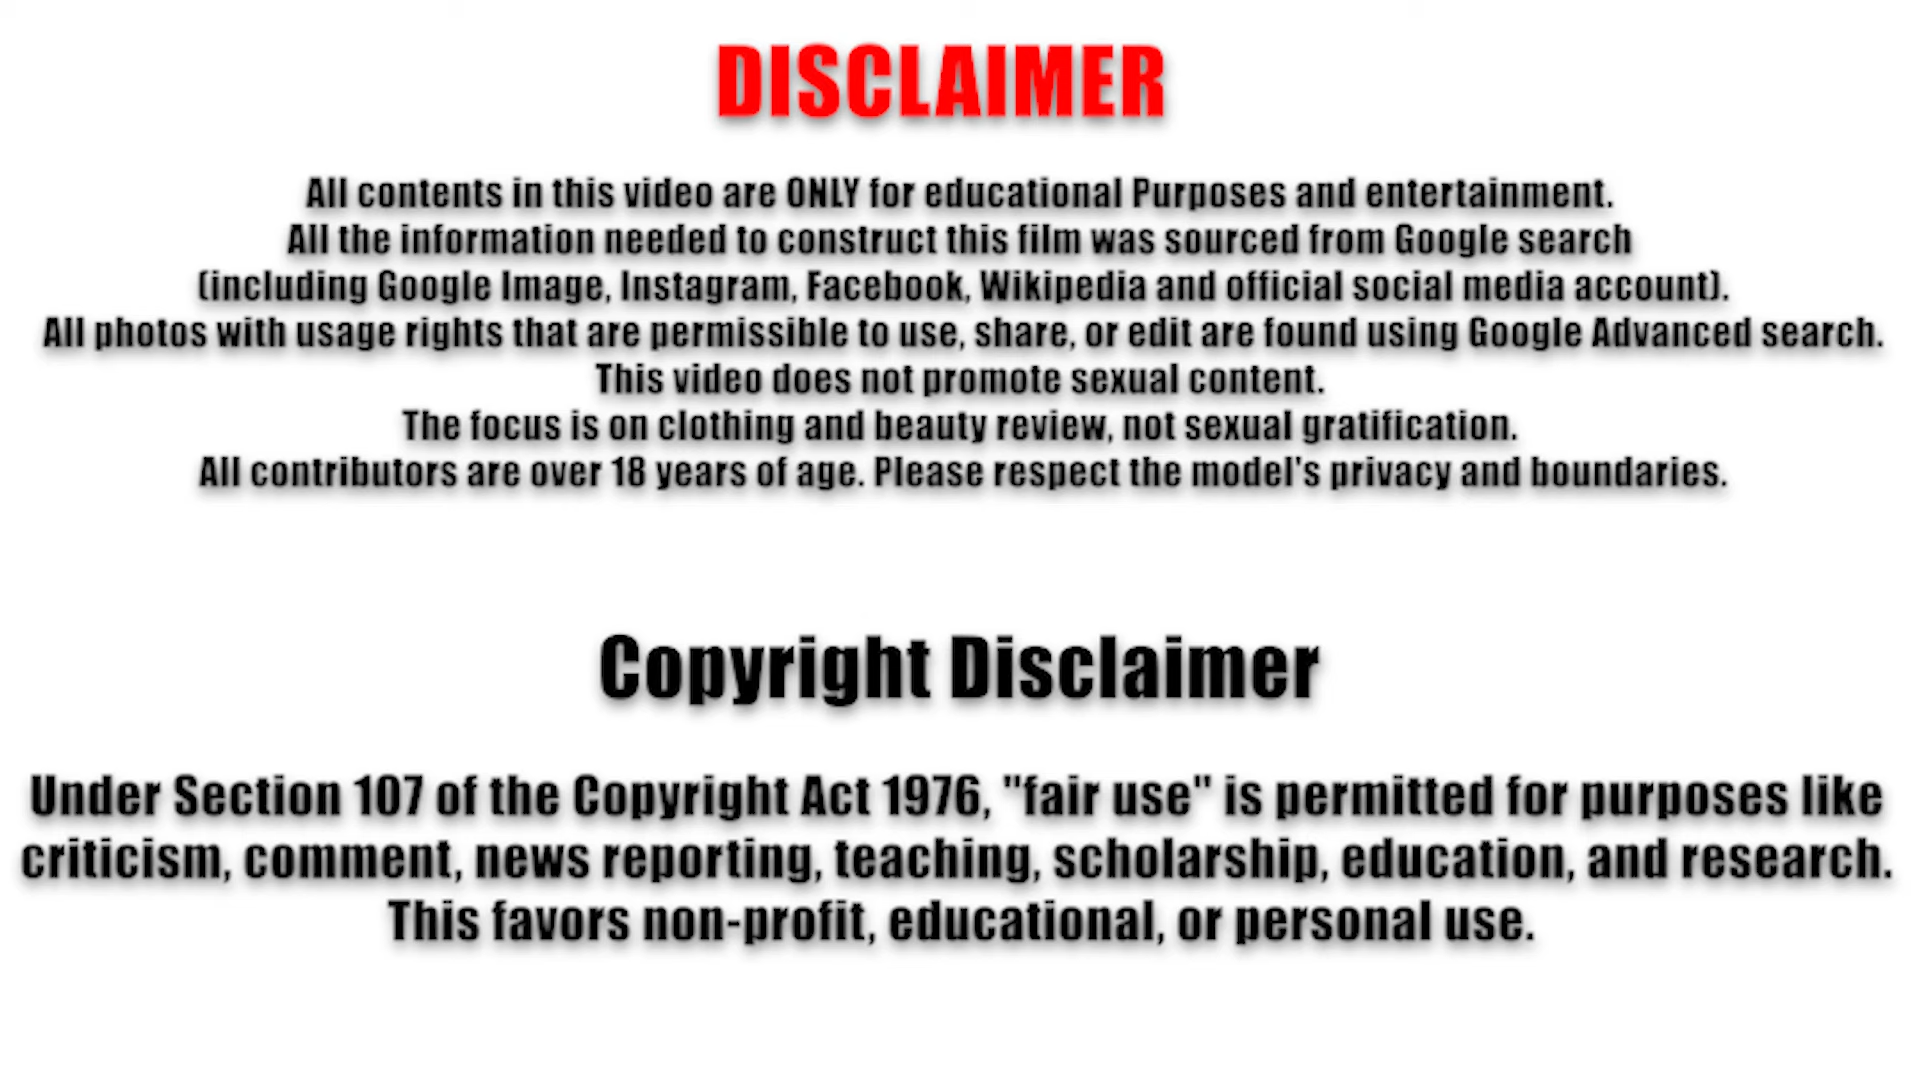 DISCLAIMER
All contents in this video are ONLY for educational Purposes and entertainment.
All the information needed to construct this film was sourced from Google search
(including Google Image, Instagram, Facebook, Wikipedia and official social media account).
All photos with usage rights that are permissible to use, share, or edit are found using Google Advanced search.
This video does not promote sexual content.
The focus is on clothing and beauty review, not sexual gratification.
All contributors are over 18 years of age. Please respect the model's privacy and boundaries.
Copyright Disclaimer
Under Section 107 of the Copyright Act 1976, "fair use" is permitted for purposes like
criticism, comment, news reporting, teaching, scholarship, education, and research.
This favors non-profit, educational, or personal use.